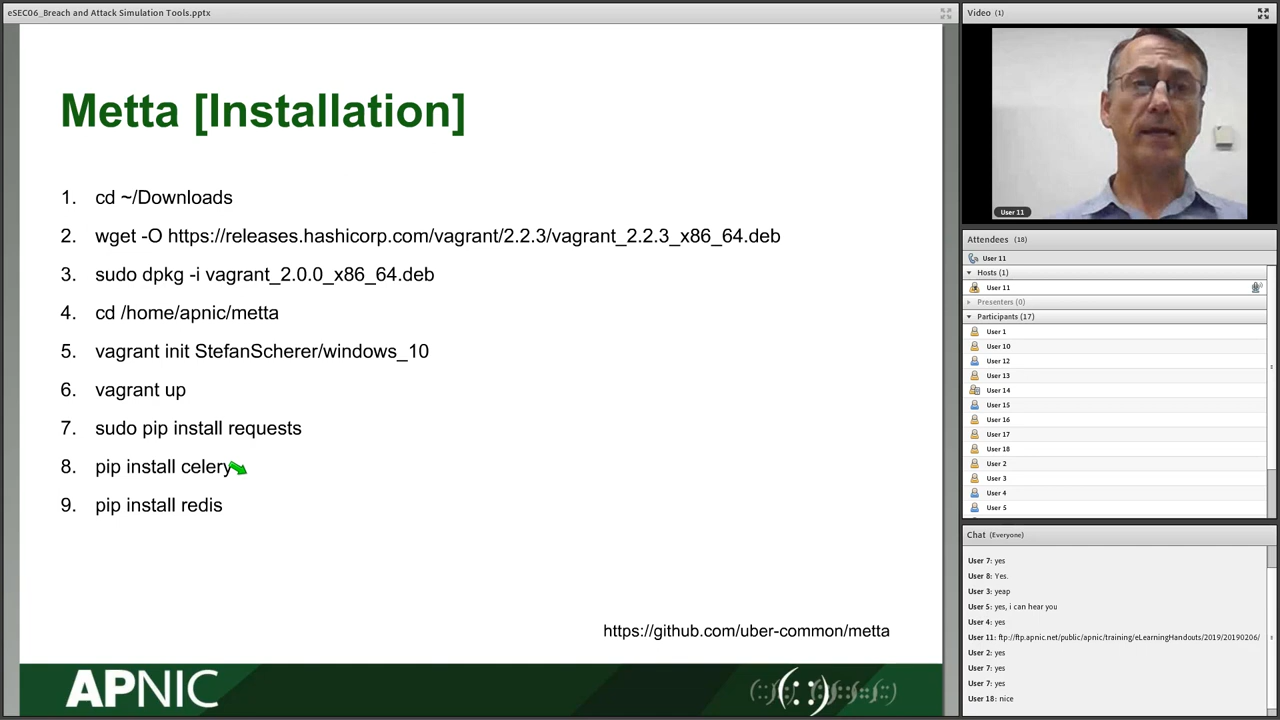 eSEC06_Breach and Attack Simulation Tools.pptx
Metta [Installation]
1. cd ~/Downloads
2. wget -O https://releases.hashicorp.com/vagrant/2.2.3/vagrant_2.2.3_x86_64.deb
3. sudo dpkg -i vagrant_2.0.0_x86_64.deb
4. cd /home/apnic/metta
5. vagrant init StefanScherer/windows_10
6. vagrant up
7. sudo pip install requests
8. pip install celery
9. pip install redis
https://github.com/uber-common/metta
APNIC
Video (1)
User 11
Attendees (18)
User 11
Hosts (1)
User 11
Presenters (0)
Participants (17)
User 1
User 10
User 12
User 13
User 14
User 15
User 16
User 17
User 18
User 2
User 3
User 4
User 5
Chat (Everyone)
User 7: yes
User 8: Yes.
User 3: yeap
User 5: yes, i can hear you
User 4: yes
User 11: ftp://ftp.apnic.net/public/apnic/training/eLearningHandouts/2019/20190206/
User 2: yes
User 7: yes
User 7: yes
User 18: nice